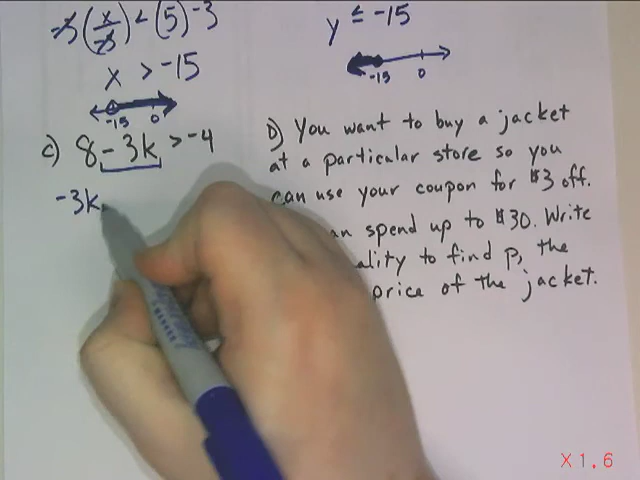 -3(x/-3) < (5)-3
x > -15
-15 0
y ≤ -15
-15 0
c) 8 - 3k > -4
-3k
D) You want to buy a jacket
at a particular store so you
can use your coupon for $3 off.
spend up to $30. Write
to find p, the
price of the jacket.
X1.6